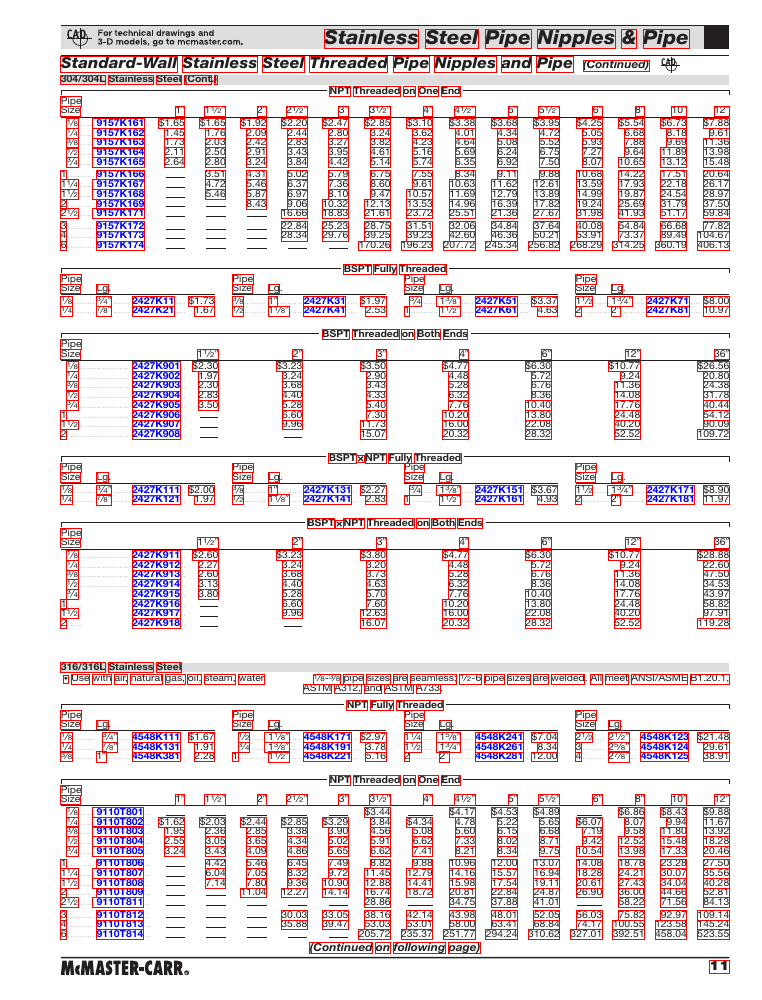 CAD For technical drawings and
3-D models, go to mcmaster.com.
Stainless Steel Pipe Nipples & Pipe
Standard-Wall Stainless Steel Threaded Pipe Nipples and Pipe (Continued) CAD
304/304L Stainless Steel (Cont.)
NPT Threaded on One End
Pipe
Size 1" 1½" 2" 2½" 3" 3½" 4" 4½" 5" 5½" 6" 8" 10" 12"
⅛ 9157K161 $1.65 $1.65 $1.92 $2.20 $2.47 $2.85 $3.10 $3.38 $3.68 $3.95 $4.25 $5.54 $6.73 $7.88
¼ 9157K162 1.45 1.76 2.09 2.44 2.80 3.24 3.62 4.01 4.34 4.72 5.05 6.68 8.18 9.61
⅜ 9157K163 1.73 2.03 2.42 2.83 3.27 3.82 4.23 4.64 5.08 5.52 5.93 7.88 9.69 11.36
½ 9157K164 2.11 2.50 2.91 3.43 3.95 4.61 5.16 5.69 6.24 6.75 7.27 9.64 11.89 13.98
¾ 9157K165 2.64 2.80 3.24 3.84 4.42 5.14 5.74 6.35 6.92 7.50 8.07 10.65 13.12 15.48
1 9157K166 —— 3.51 4.31 5.02 5.79 6.75 7.55 8.34 9.11 9.88 10.68 14.22 17.51 20.64
1¼ 9157K167 —— 4.72 5.46 6.37 7.36 8.60 9.61 10.63 11.62 12.61 13.59 17.93 22.18 26.17
1½ 9157K168 —— 5.46 5.87 6.97 8.10 9.47 10.57 11.69 12.79 13.89 14.99 19.87 24.54 28.97
2 9157K169 —— —— 8.43 9.06 10.32 12.13 13.53 14.96 16.39 17.82 19.24 25.69 31.79 37.50
2½ 9157K171 —— —— —— 16.66 18.83 21.61 23.72 25.51 21.36 27.67 31.98 41.93 51.17 59.84
3 9157K172 —— —— —— 22.84 25.23 28.75 31.51 32.06 34.84 37.64 40.08 54.84 66.68 77.82
4 9157K173 —— —— —— 28.34 29.76 39.25 39.23 42.60 46.36 50.21 53.91 73.37 89.49 104.67
6 9157K174 —— —— —— —— —— 170.26 196.23 207.72 245.34 256.82 268.29 314.25 360.19 406.13
BSPT Fully Threaded
Pipe Pipe Pipe
Size Lg. Size Lg. Size Lg. Size Lg.
⅛ ¾" 2427K11 $1.73 ⅜ 1" 2427K31 $1.97 ¾ 1⅜" 2427K51 $3.37 1½ 1¾" 2427K71 $8.00
¼ ⅞" 2427K21 1.67 ½ 1⅛" 2427K41 2.53 1 1½" 2427K61 4.63 2 2" 2427K81 10.97
BSPT Threaded on Both Ends
Pipe
Size 1½" 2" 3" 4" 6" 12" 36"
⅛ 2427K901 $2.30 $3.23 $3.50 $4.77 $6.30 $10.77 $26.56
¼ 2427K902 1.97 3.24 2.90 4.48 5.72 9.24 20.80
⅜ 2427K903 2.30 3.68 3.43 5.28 6.76 11.36 24.38
½ 2427K904 2.83 4.40 4.33 6.32 8.36 14.08 31.78
¾ 2427K905 3.50 5.28 5.40 7.76 10.40 17.76 40.44
1 2427K906 —— 6.60 7.30 10.20 13.80 24.48 54.12
1½ 2427K907 —— 9.96 11.73 16.00 22.08 40.20 90.09
2 2427K908 —— —— 15.07 20.32 28.32 52.52 109.72
BSPT x NPT Fully Threaded
Pipe Pipe Pipe Pipe
Size Lg. Size Lg. Size Lg. Size Lg.
⅛ ¾" 2427K111 $2.00 ⅜ 1" 2427K131 $2.27 ¾ 1⅜" 2427K151 $3.67 1½ 1¾" 2427K171 $8.90
¼ ⅞" 2427K121 1.97 ½ 1⅛" 2427K141 2.83 1 1½" 2427K161 4.93 2 2" 2427K181 11.97
BSPT x NPT Threaded on Both Ends
Pipe
Size 1½" 2" 3" 4" 6" 12" 36"
⅛ 2427K911 $2.60 $3.23 $3.80 $4.77 $6.30 $10.77 $28.88
¼ 2427K912 2.27 3.24 3.20 4.48 5.72 9.24 22.60
⅜ 2427K913 2.60 3.68 3.73 5.28 6.76 11.36 47.50
½ 2427K914 3.13 4.40 4.63 6.32 8.36 14.08 34.53
¾ 2427K915 3.80 5.28 5.70 7.76 10.40 17.76 43.97
1 2427K916 —— 6.60 7.60 10.20 13.80 24.48 58.82
1½ 2427K917 —— 9.96 12.63 16.00 22.08 40.20 97.91
2 2427K918 —— —— 16.07 20.32 28.32 52.52 119.28
316/316L Stainless Steel
• Use with air, natural gas, oil, steam, water ⅛-⅜ pipe sizes are seamless; ½-6 pipe sizes are welded. All meet ANSI/ASME B1.20.1,
ASTM A312, and ASTM A733.
NPT Fully Threaded
Pipe Pipe Pipe Pipe
Size Lg. Size Lg. Size Lg. Size Lg.
⅛ ¾" 4548K111 $1.67 ½ 1⅛" 4548K171 $2.97 1¼ 1⅝" 4548K241 $7.04 2½ 2½" 4548K123 $21.48
¼ ⅞" 4548K131 1.91 ¾ 1⅜" 4548K191 3.78 1½ 1¾" 4548K261 8.34 3 2⅝" 4548K124 29.61
⅜ 1" 4548K381 2.28 1 1½" 4548K221 5.16 2 2" 4548K281 12.00 4 2⅞" 4548K125 38.91
NPT Threaded on One End
Pipe
Size 1" 1½" 2" 2½" 3" 3½" 4" 4½" 5" 5½" 6" 8" 10" 12"
⅛ 9110T801 —— —— —— —— —— $3.44 —— $4.17 $4.53 $4.89 —— $6.86 $8.43 $9.88
¼ 9110T802 $1.62 $2.03 $2.44 $2.85 $3.29 $3.84 $4.34 4.78 5.22 5.65 $6.07 8.07 9.94 11.67
⅜ 9110T803 1.95 2.36 2.85 3.38 3.90 4.56 5.08 5.60 6.15 6.68 7.19 9.58 11.80 13.92
½ 9110T804 2.55 3.05 3.65 4.34 5.02 5.91 6.62 7.33 8.02 8.71 9.42 12.52 15.48 18.28
¾ 9110T805 3.24 3.43 4.09 4.86 5.65 6.62 7.41 8.21 8.34 9.75 10.54 13.98 17.33 20.46
1 9110T806 —— 4.42 5.46 6.45 7.49 8.82 9.88 10.96 12.00 13.07 14.08 18.78 23.28 27.50
1¼ 9110T807 —— 6.04 7.05 8.32 9.72 11.45 12.79 14.16 15.57 16.94 18.28 24.21 30.07 35.56
1½ 9110T808 —— 7.14 7.80 9.36 10.90 12.88 14.41 15.98 17.54 19.11 20.61 27.43 34.04 40.28
2 9110T809 —— —— 11.04 12.27 14.14 16.74 18.72 20.81 22.84 24.87 26.90 36.00 44.66 52.81
2½ 9110T811 —— —— —— —— —— 28.86 —— 34.75 37.88 41.01 —— 58.22 71.56 84.13
3 9110T812 —— —— —— 30.03 33.05 38.16 42.14 43.98 48.01 52.05 56.03 75.82 92.97 109.14
4 9110T813 —— —— —— 35.88 39.47 53.03 53.01 58.00 63.41 68.84 74.17 100.55 123.58 145.24
6 9110T814 —— —— —— —— —— 205.72 235.37 251.77 294.24 310.62 327.01 392.51 458.04 523.55
(Continued on following page)
McMASTER-CARR® 11